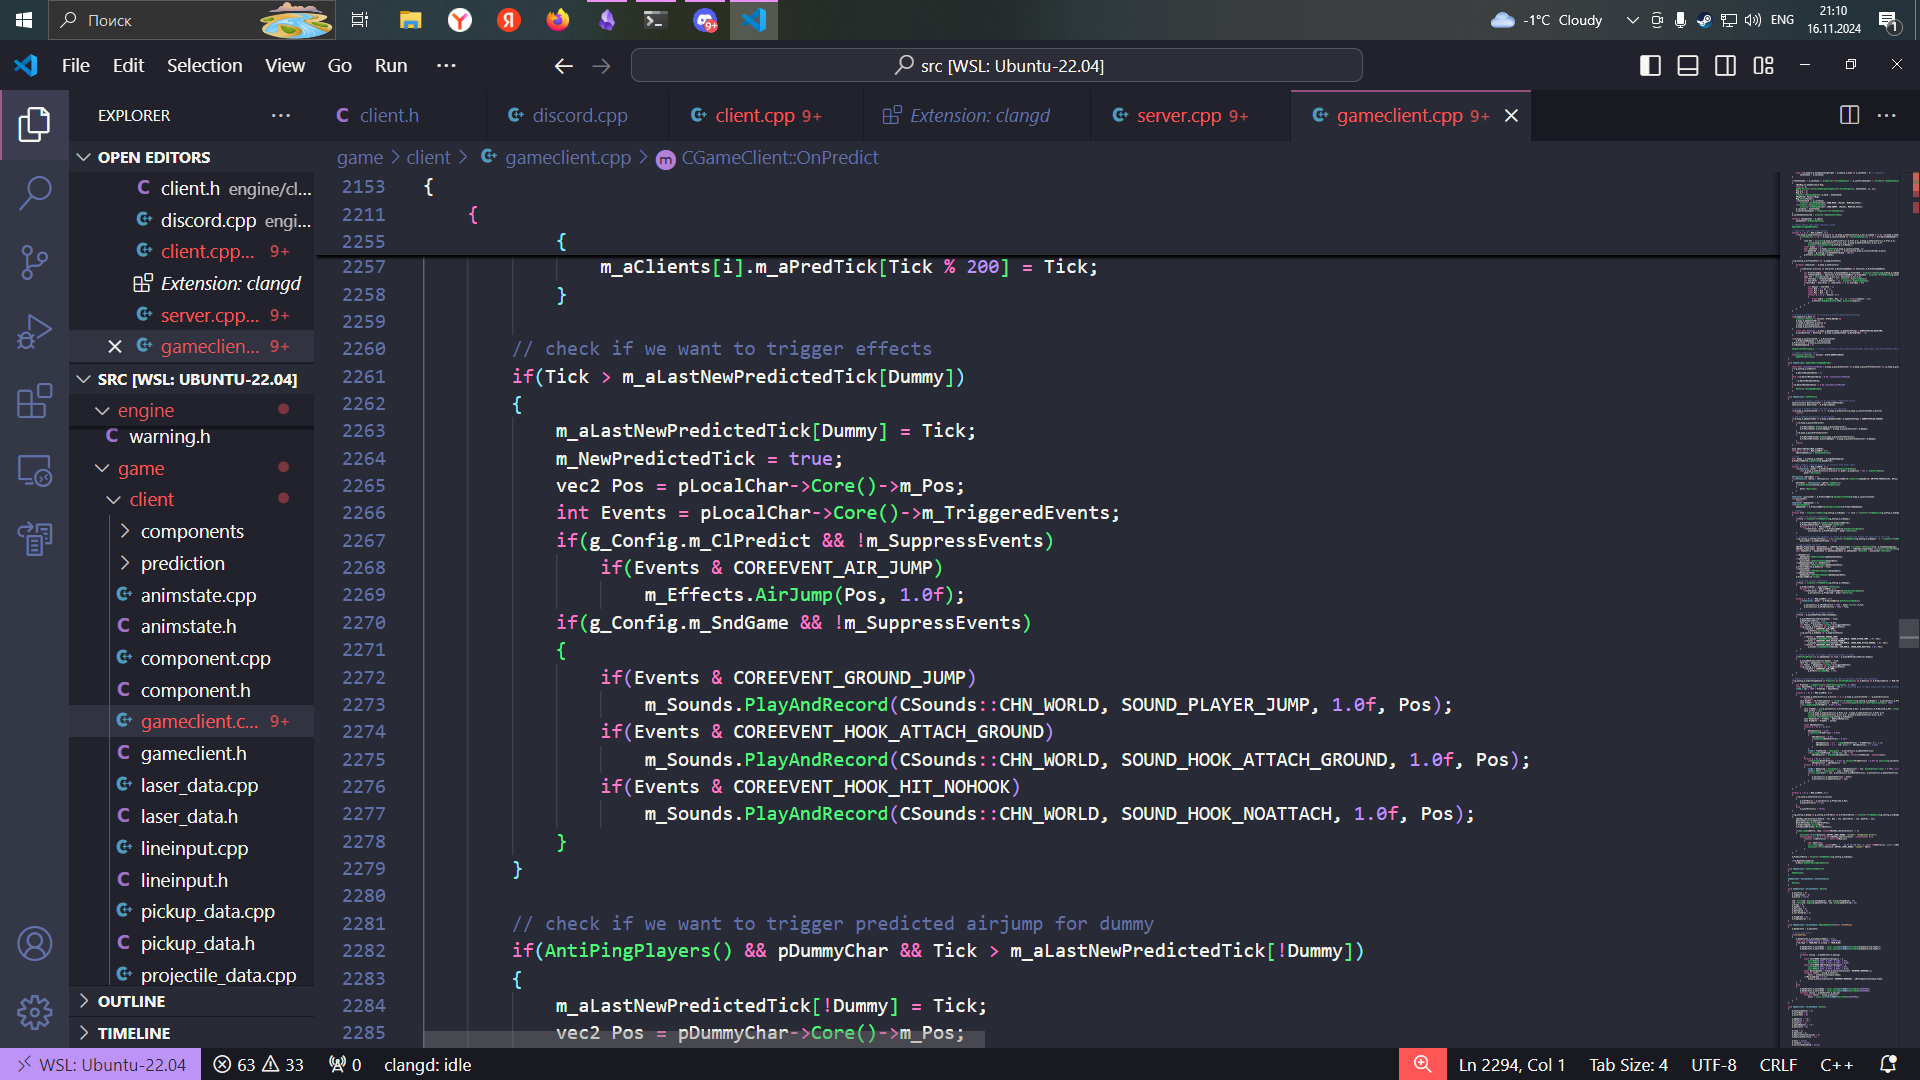 Поиск
-1°C Cloudy
ENG
21:10
16.11.2024
File Edit Selection View Go Run ...
src [WSL: Ubuntu-22.04]
EXPLORER
client.h
discord.cpp
client.cpp 9+
Extension: clangd
server.cpp 9+
gameclient.cpp 9+
OPEN EDITORS
client.h engine/cl...
discord.cpp engi...
client.cpp... 9+
Extension: clangd
server.cpp... 9+
gameclien... 9+
SRC [WSL: UBUNTU-22.04]
engine
warning.h
game
client
components
prediction
animstate.cpp
animstate.h
component.cpp
component.h
gameclient.c... 9+
gameclient.h
laser_data.cpp
laser_data.h
lineinput.cpp
lineinput.h
pickup_data.cpp
pickup_data.h
projectile_data.cpp
OUTLINE
TIMELINE
game > client > gameclient.cpp > CGameClient::OnPredict
2153 {
2211 {
2255 {
2257 m_aClients[i].m_aPredTick[Tick % 200] = Tick;
2258 }
2259
2260 // check if we want to trigger effects
2261 if(Tick > m_aLastNewPredictedTick[Dummy])
2262 {
2263 m_aLastNewPredictedTick[Dummy] = Tick;
2264 m_NewPredictedTick = true;
2265 vec2 Pos = pLocalChar->Core()->m_Pos;
2266 int Events = pLocalChar->Core()->m_TriggeredEvents;
2267 if(g_Config.m_ClPredict && !m_SuppressEvents)
2268 if(Events & COREEVENT_AIR_JUMP)
2269 m_Effects.AirJump(Pos, 1.0f);
2270 if(g_Config.m_SndGame && !m_SuppressEvents)
2271 {
2272 if(Events & COREEVENT_GROUND_JUMP)
2273 m_Sounds.PlayAndRecord(CSounds::CHN_WORLD, SOUND_PLAYER_JUMP, 1.0f, Pos);
2274 if(Events & COREEVENT_HOOK_ATTACH_GROUND)
2275 m_Sounds.PlayAndRecord(CSounds::CHN_WORLD, SOUND_HOOK_ATTACH_GROUND, 1.0f, Pos);
2276 if(Events & COREEVENT_HOOK_HIT_NOHOOK)
2277 m_Sounds.PlayAndRecord(CSounds::CHN_WORLD, SOUND_HOOK_NOATTACH, 1.0f, Pos);
2278 }
2279 }
2280
2281 // check if we want to trigger predicted airjump for dummy
2282 if(AntiPingPlayers() && pDummyChar && Tick > m_aLastNewPredictedTick[!Dummy])
2283 {
2284 m_aLastNewPredictedTick[!Dummy] = Tick;
2285 vec2 Pos = pDummyChar->Core()->m_Pos;
WSL: Ubuntu-22.04 63 33 0 clangd: idle
Ln 2294, Col 1 Tab Size: 4 UTF-8 CRLF C++